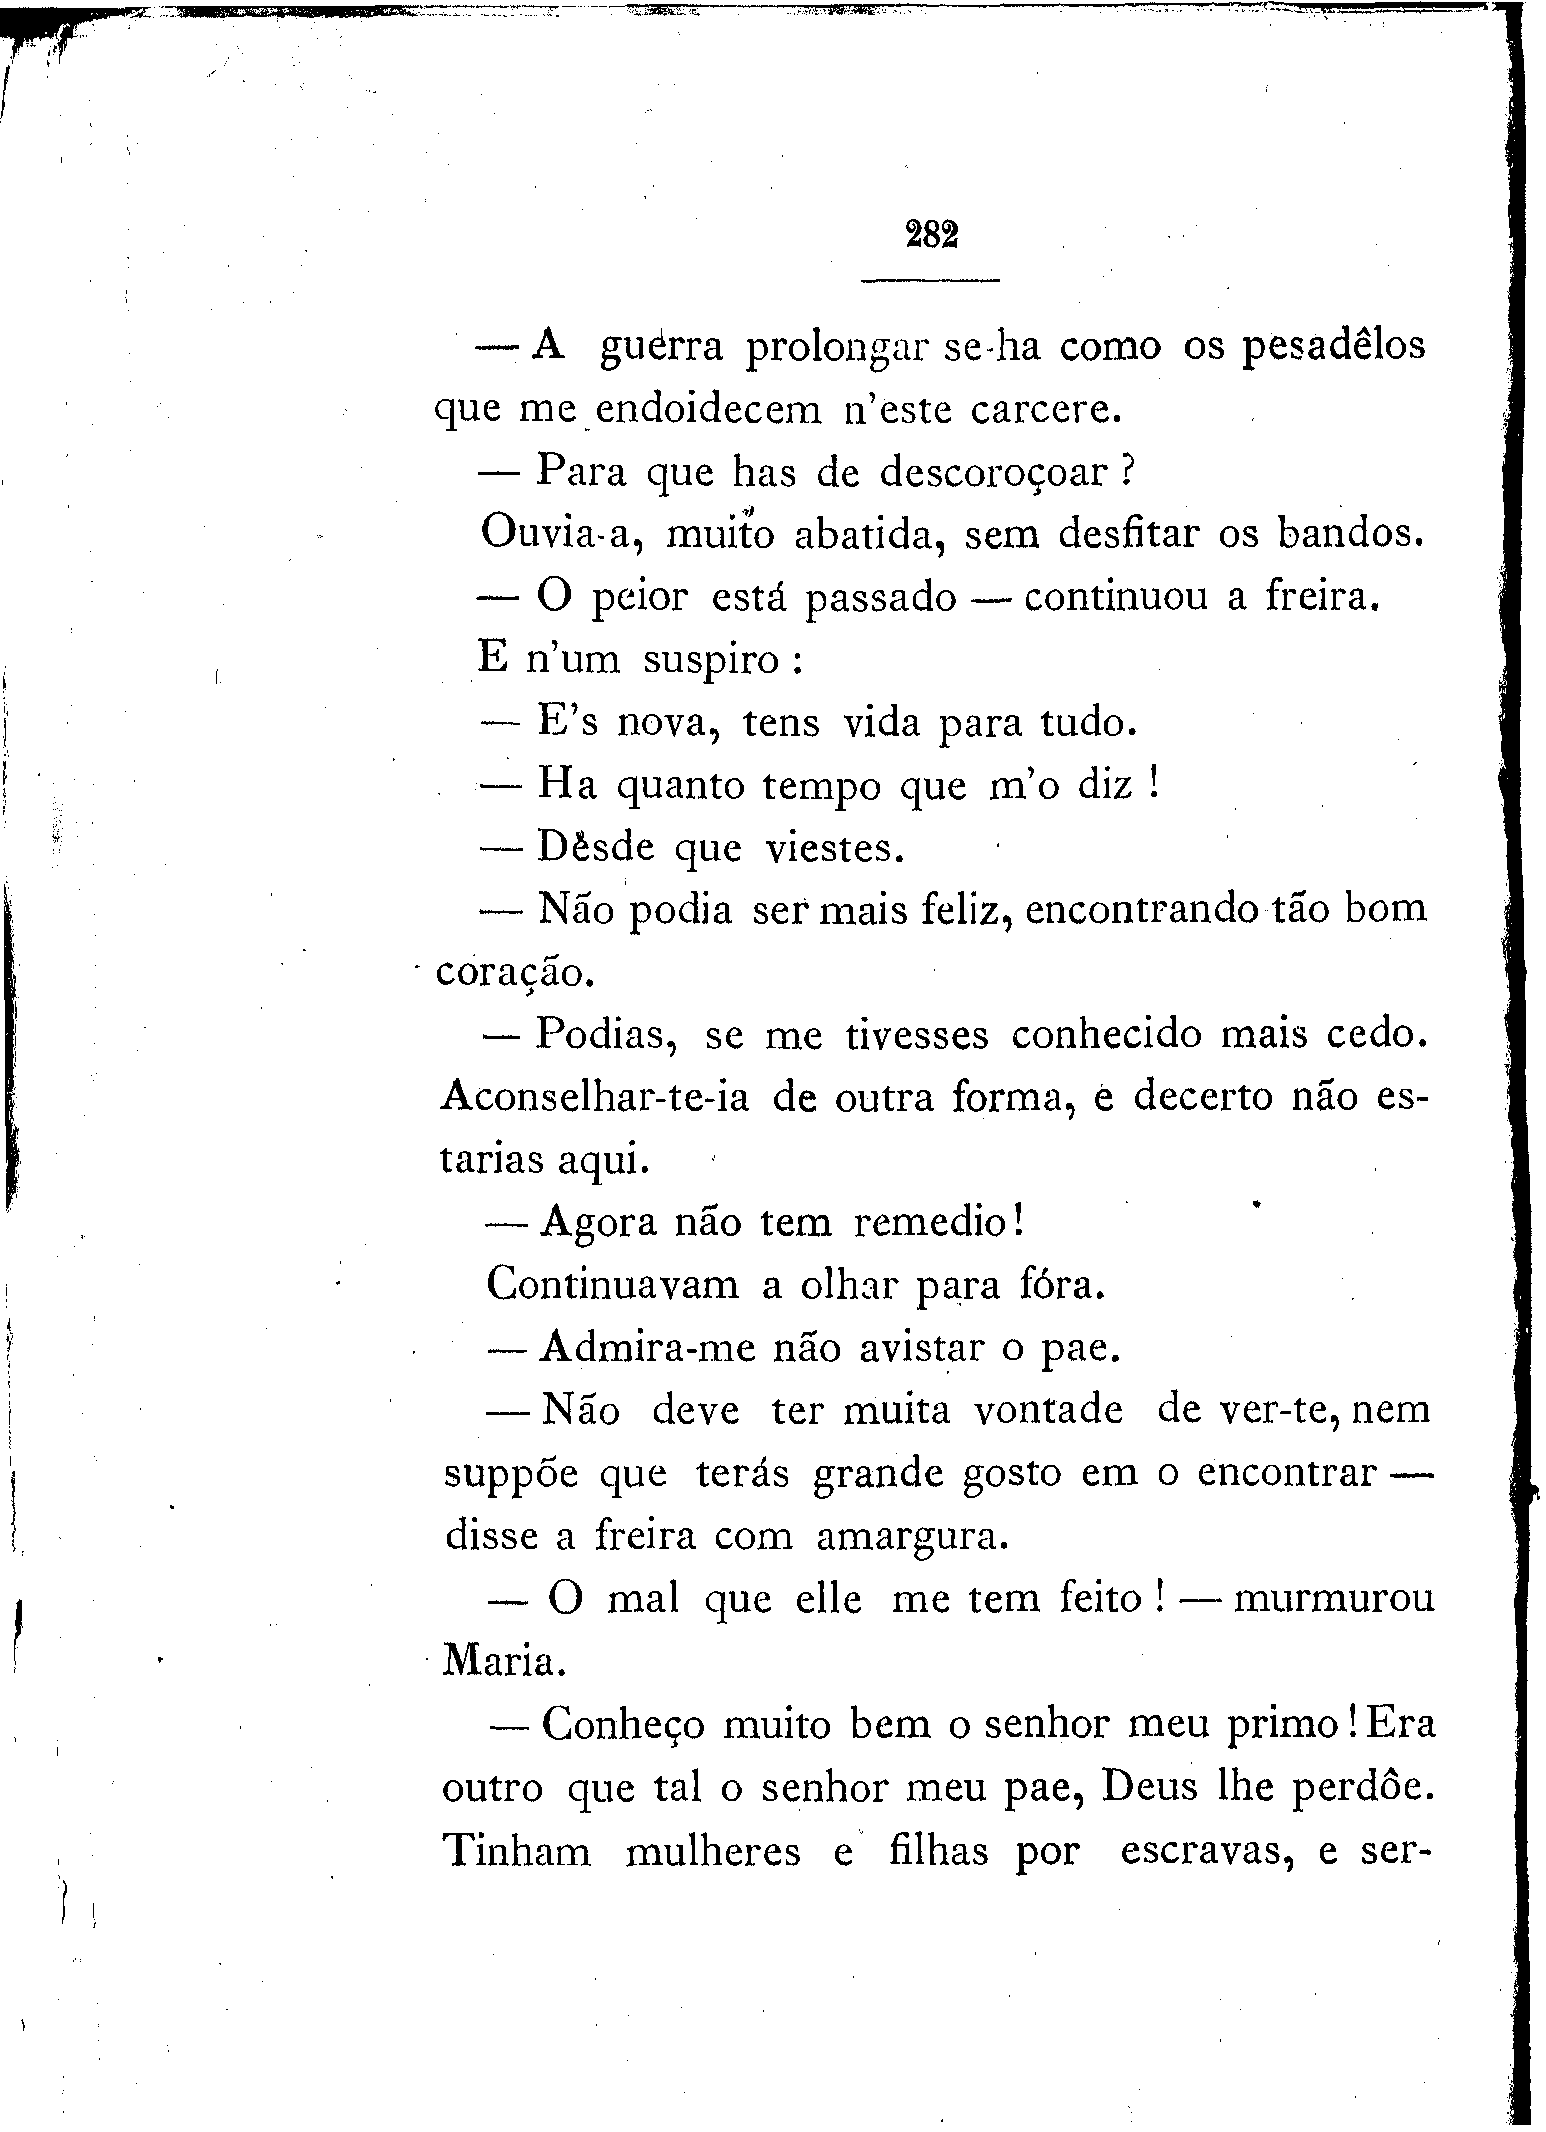 282
— A guerra prolongar se-ha como os pesadêlos
que me endoidecem n'este carcere.
— Para que has de descoroçoar ?
Ouvia-a, muito abatida, sem desfitar os bandos.
— O peior está passado — continuou a freira.
E n'um suspiro :
— E's nova, tens vida para tudo.
— Ha quanto tempo que m'o diz !
— Dêsde que viestes.
— Não podia ser mais feliz, encontrando tão bom
coração.
— Podias, se me tivesses conhecido mais cedo.
Aconselhar-te-ia de outra forma, e decerto não es-
tarias aqui.
— Agora não tem remedio!
Continuavam a olhar para fóra.
— Admira-me não avistar o pae.
— Não deve ter muita vontade de ver-te, nem
suppõe que terás grande gosto em o encontrar —
disse a freira com amargura.
— O mal que elle me tem feito ! — murmurou
Maria.
— Conheço muito bem o senhor meu primo! Era
outro que tal o senhor meu pae, Deus lhe perdôe.
Tinham mulheres e filhas por escravas, e ser-